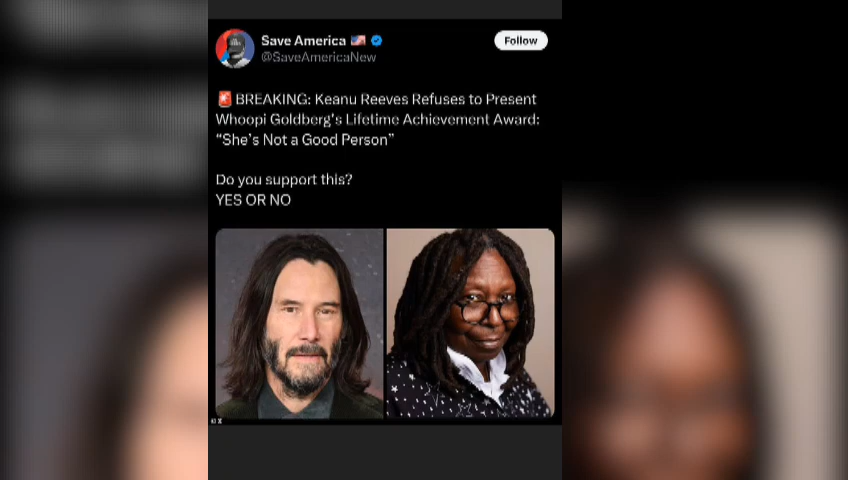 Save America 🇺🇸
Follow
@SaveAmericaNew
🚨 BREAKING: Keanu Reeves Refuses to Present
Whoopi Goldberg's Lifetime Achievement Award:
“She's Not a Good Person”
Do you support this?
YES OR NO